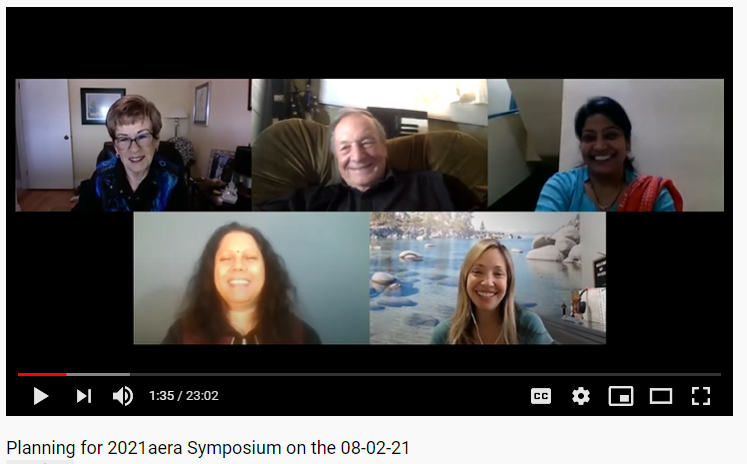 1:35 / 23:02
CC
Planning for 2021aera Symposium on the 08-02-21